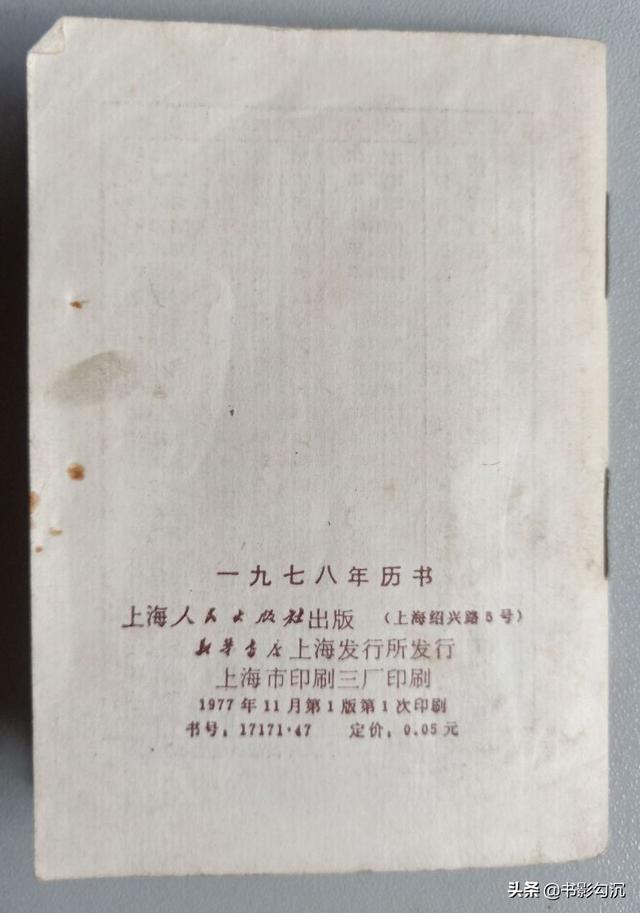 一九七八年历书
上海人民出版社出版 （上海绍兴路5号）
新华书店上海发行所发行
上海市印刷三厂印刷
1977年11月第1版第1次印刷
书号：17171·47 定价：0.05元
头条 @书影勾沉